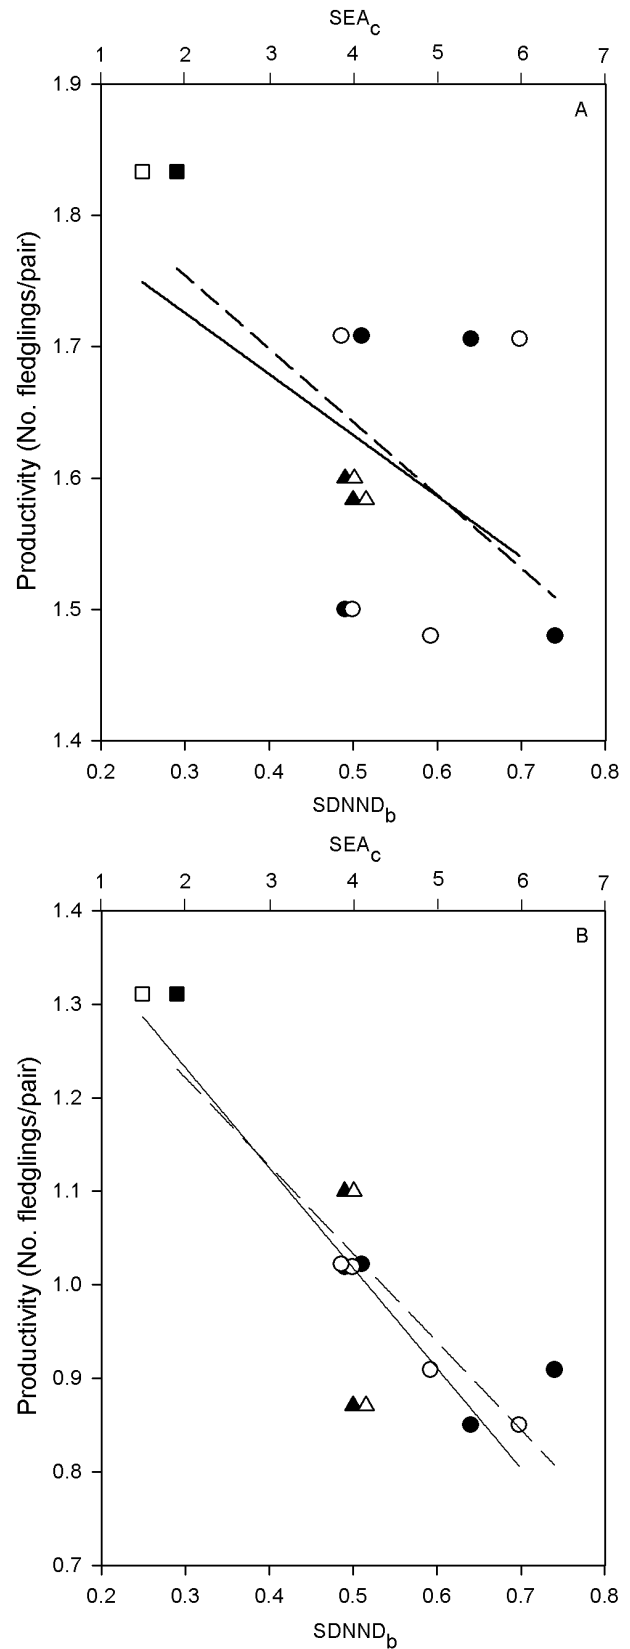 SEAc
1 2 3 4 5 6 7
A
1.9
1.8
1.7
1.6
1.5
1.4
Productivity (No. fledglings/pair)
0.2 0.3 0.4 0.5 0.6 0.7 0.8
SDNNDb
SEAc
1 2 3 4 5 6 7
B
1.4
1.3
1.2
1.1
1.0
0.9
0.8
0.7
Productivity (No. fledglings/pair)
0.2 0.3 0.4 0.5 0.6 0.7 0.8
SDNNDb